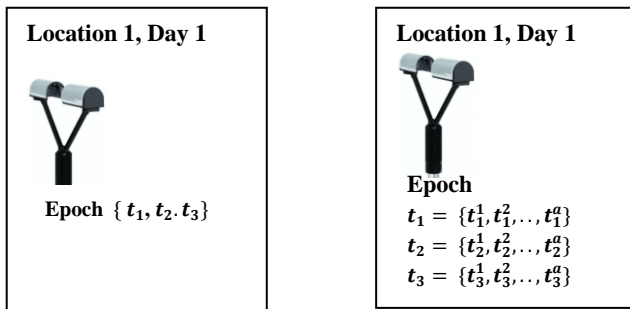 Location 1, Day 1
Epoch { t₁, t₂. t₃}
Location 1, Day 1
Epoch
t₁ = {t₁¹, t₁², . . , t₁ᵃ}
t₂ = {t₂¹, t₂², . . , t₂ᵃ}
t₃ = {t₃¹, t₃², . . , t₃ᵃ}